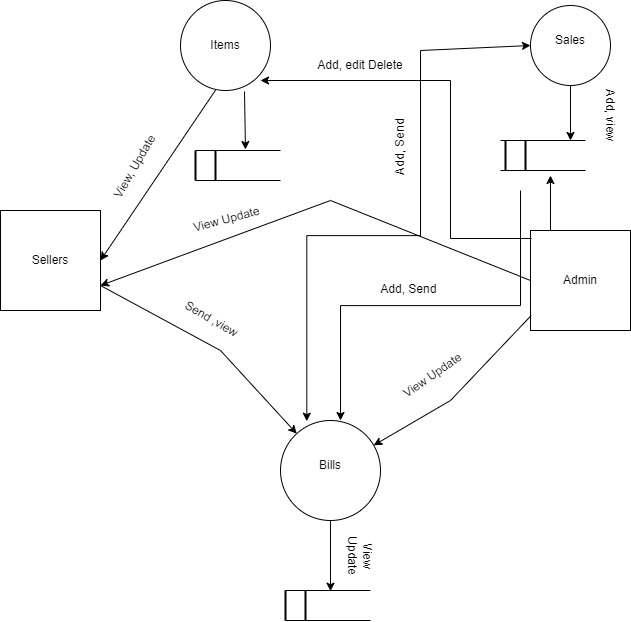 Items
Sales
Add, edit Delete
Add, view
Add, Send
View, Update
View Update
Sellers
Admin
Add, Send
Send ,view
View Update
Bills
View
Update